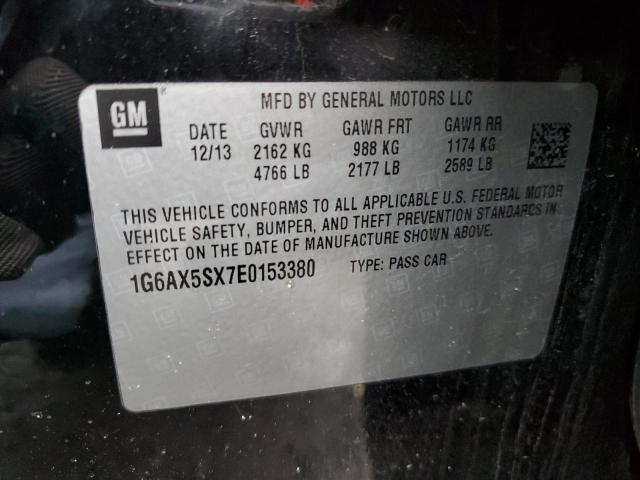 GM
MFD BY GENERAL MOTORS LLC
DATE GVWR GAWR FRT GAWR RR
12/13 2162 KG 988 KG 1174 KG
4766 LB 2177 LB 2589 LB
THIS VEHICLE CONFORMS TO ALL APPLICABLE U.S. FEDERAL MOTOR
VEHICLE SAFETY, BUMPER, AND THEFT PREVENTION STANDARDS IN
EFFECT ON THE DATE OF MANUFACTURE SHOWN ABOVE.
1G6AX5SX7E0153380 TYPE: PASS CAR